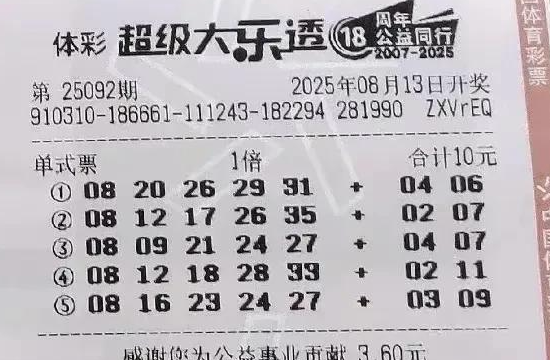 体彩 超级大乐透 18 周年 公益同行 2007-2025
第 25092期 2025年08月13日开奖
910310-186661-111243-182294 281990 ZXVrEQ
单式票 1倍 合计10元
① 08 20 26 29 31 + 04 06
② 08 12 17 26 35 + 02 07
③ 08 09 21 24 27 + 04 07
④ 08 12 18 28 33 + 02 11
⑤ 08 16 23 24 27 + 03 09
感谢您为公益事业贡献 3.60元
体育彩票